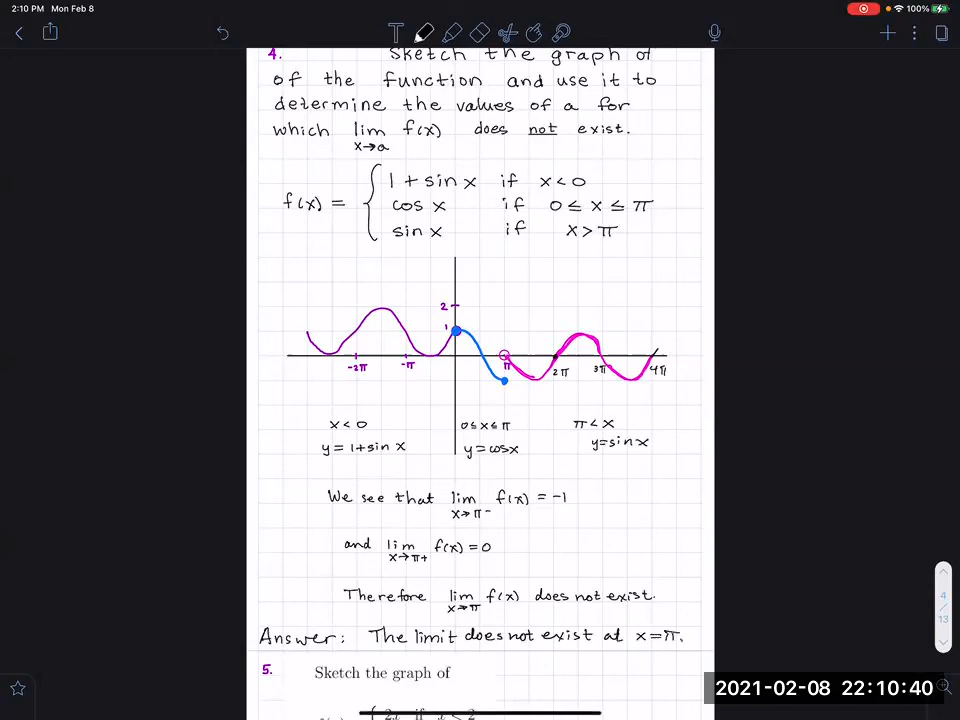 2:10 PM Mon Feb 8
100%
4. Sketch the graph of
of the function and use it to
determine the values of a for
which lim f(x) does not exist.
x→a
1 + sin x if x < 0
f(x) = cos x if 0 ≤ x ≤ π
sin x if x > π
2
1
-2π -π π 2π 3π 4π
x < 0 0 ≤ x ≤ π π < x
y = 1 + sin x y = cos x y = sin x
We see that lim f(x) = -1
x→π-
and lim f(x) = 0
x→π+
Therefore lim f(x) does not exist.
x→π
Answer: The limit does not exist at x = π.
5. Sketch the graph of
4
/
13
2021-02-08 22:10:40